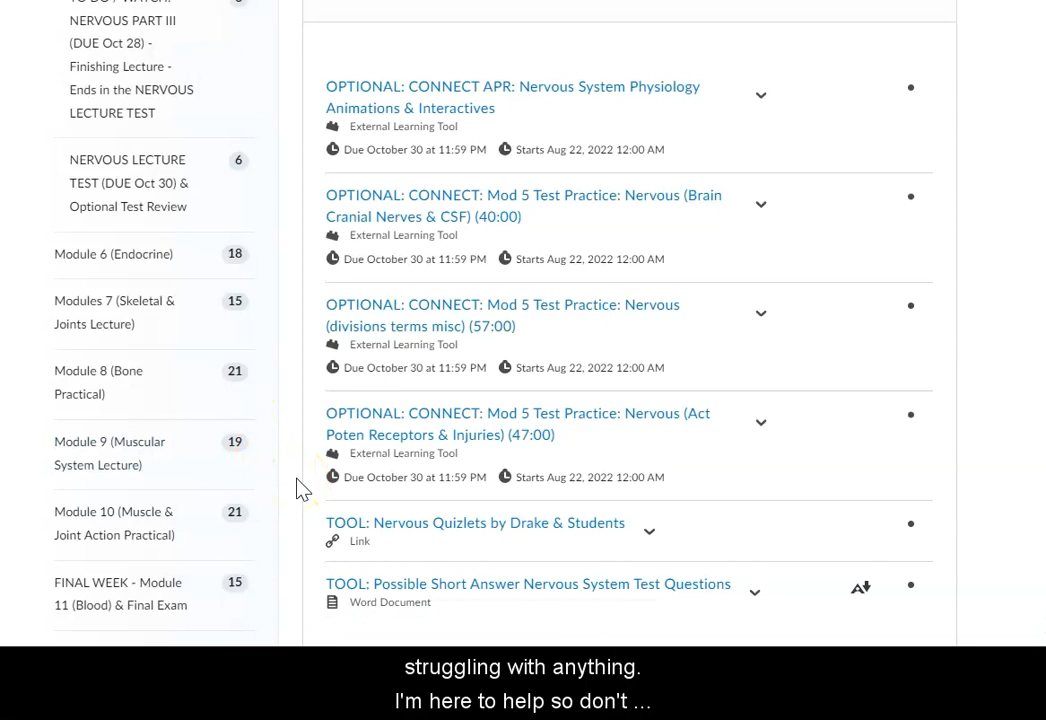 TO DO / WATCH:
NERVOUS PART III
(DUE Oct 28) -
Finishing Lecture -
Ends in the NERVOUS
LECTURE TEST
NERVOUS LECTURE 6
TEST (DUE Oct 30) &
Optional Test Review
Module 6 (Endocrine) 18
Modules 7 (Skeletal & 15
Joints Lecture)
Module 8 (Bone 21
Practical)
Module 9 (Muscular 19
System Lecture)
Module 10 (Muscle & 21
Joint Action Practical)
FINAL WEEK - Module 15
11 (Blood) & Final Exam
OPTIONAL: CONNECT APR: Nervous System Physiology
Animations & Interactives
External Learning Tool
Due October 30 at 11:59 PM Starts Aug 22, 2022 12:00 AM
OPTIONAL: CONNECT: Mod 5 Test Practice: Nervous (Brain
Cranial Nerves & CSF) (40:00)
External Learning Tool
Due October 30 at 11:59 PM Starts Aug 22, 2022 12:00 AM
OPTIONAL: CONNECT: Mod 5 Test Practice: Nervous
(divisions terms misc) (57:00)
External Learning Tool
Due October 30 at 11:59 PM Starts Aug 22, 2022 12:00 AM
OPTIONAL: CONNECT: Mod 5 Test Practice: Nervous (Act
Poten Receptors & Injuries) (47:00)
External Learning Tool
Due October 30 at 11:59 PM Starts Aug 22, 2022 12:00 AM
TOOL: Nervous Quizlets by Drake & Students
Link
TOOL: Possible Short Answer Nervous System Test Questions
Word Document
struggling with anything.
I'm here to help so don't ...